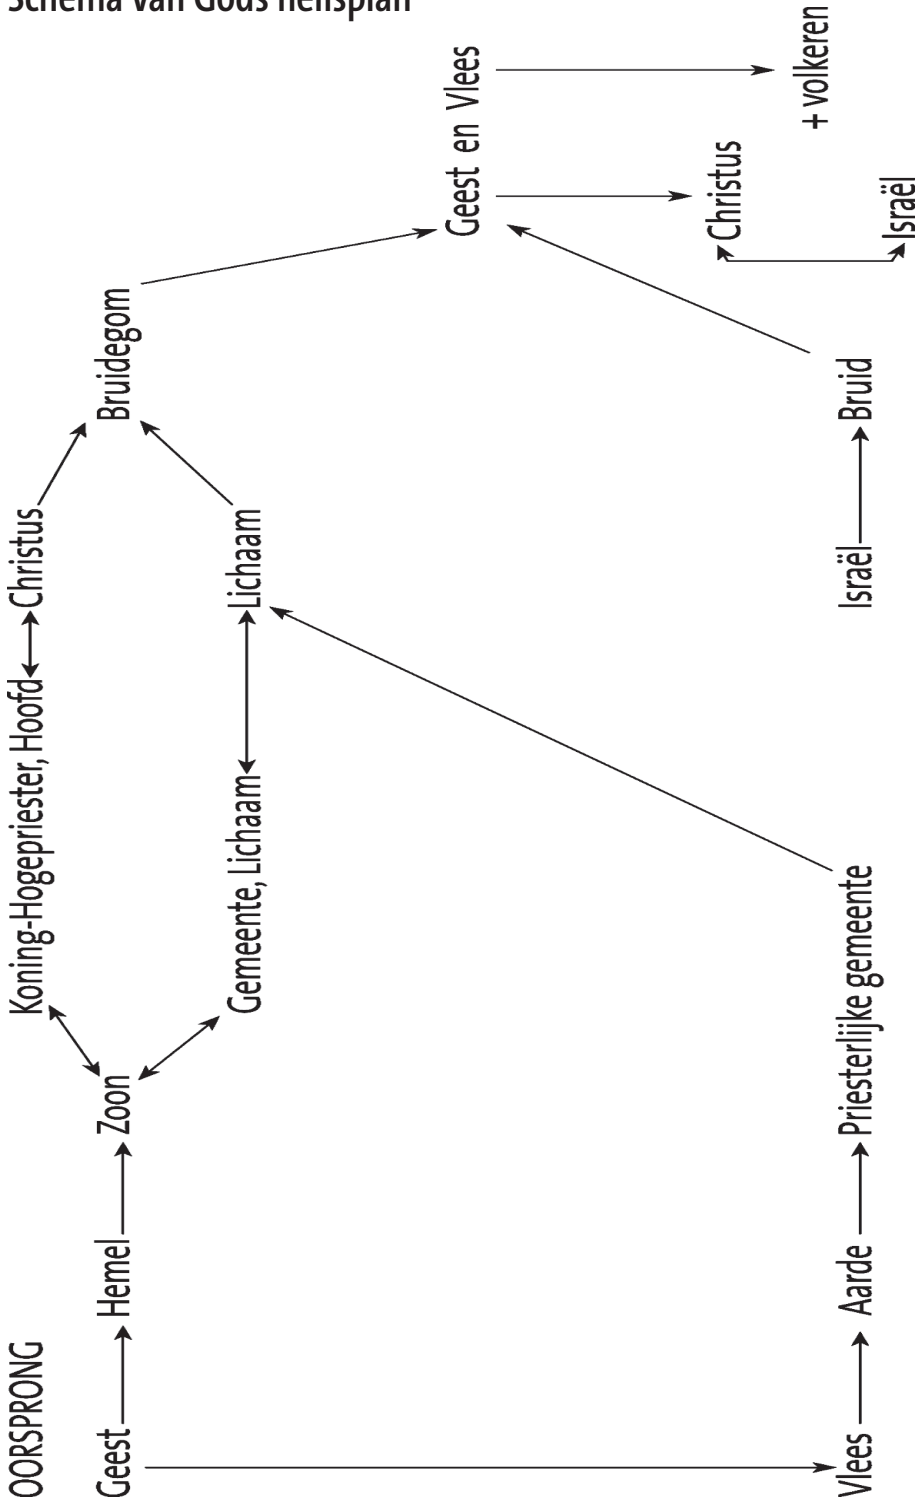 Schema van Gods heilsplan
OORSPRONG
Koning-Hogepriester, Hoofd Christus
Geest Hemel Zoon Bruidegom
Gemeente, Lichaam Lichaam
Geest en Vlees
Christus
+ volkeren
Vlees Aarde Priesterlijke gemeente Israël Bruid
Israël